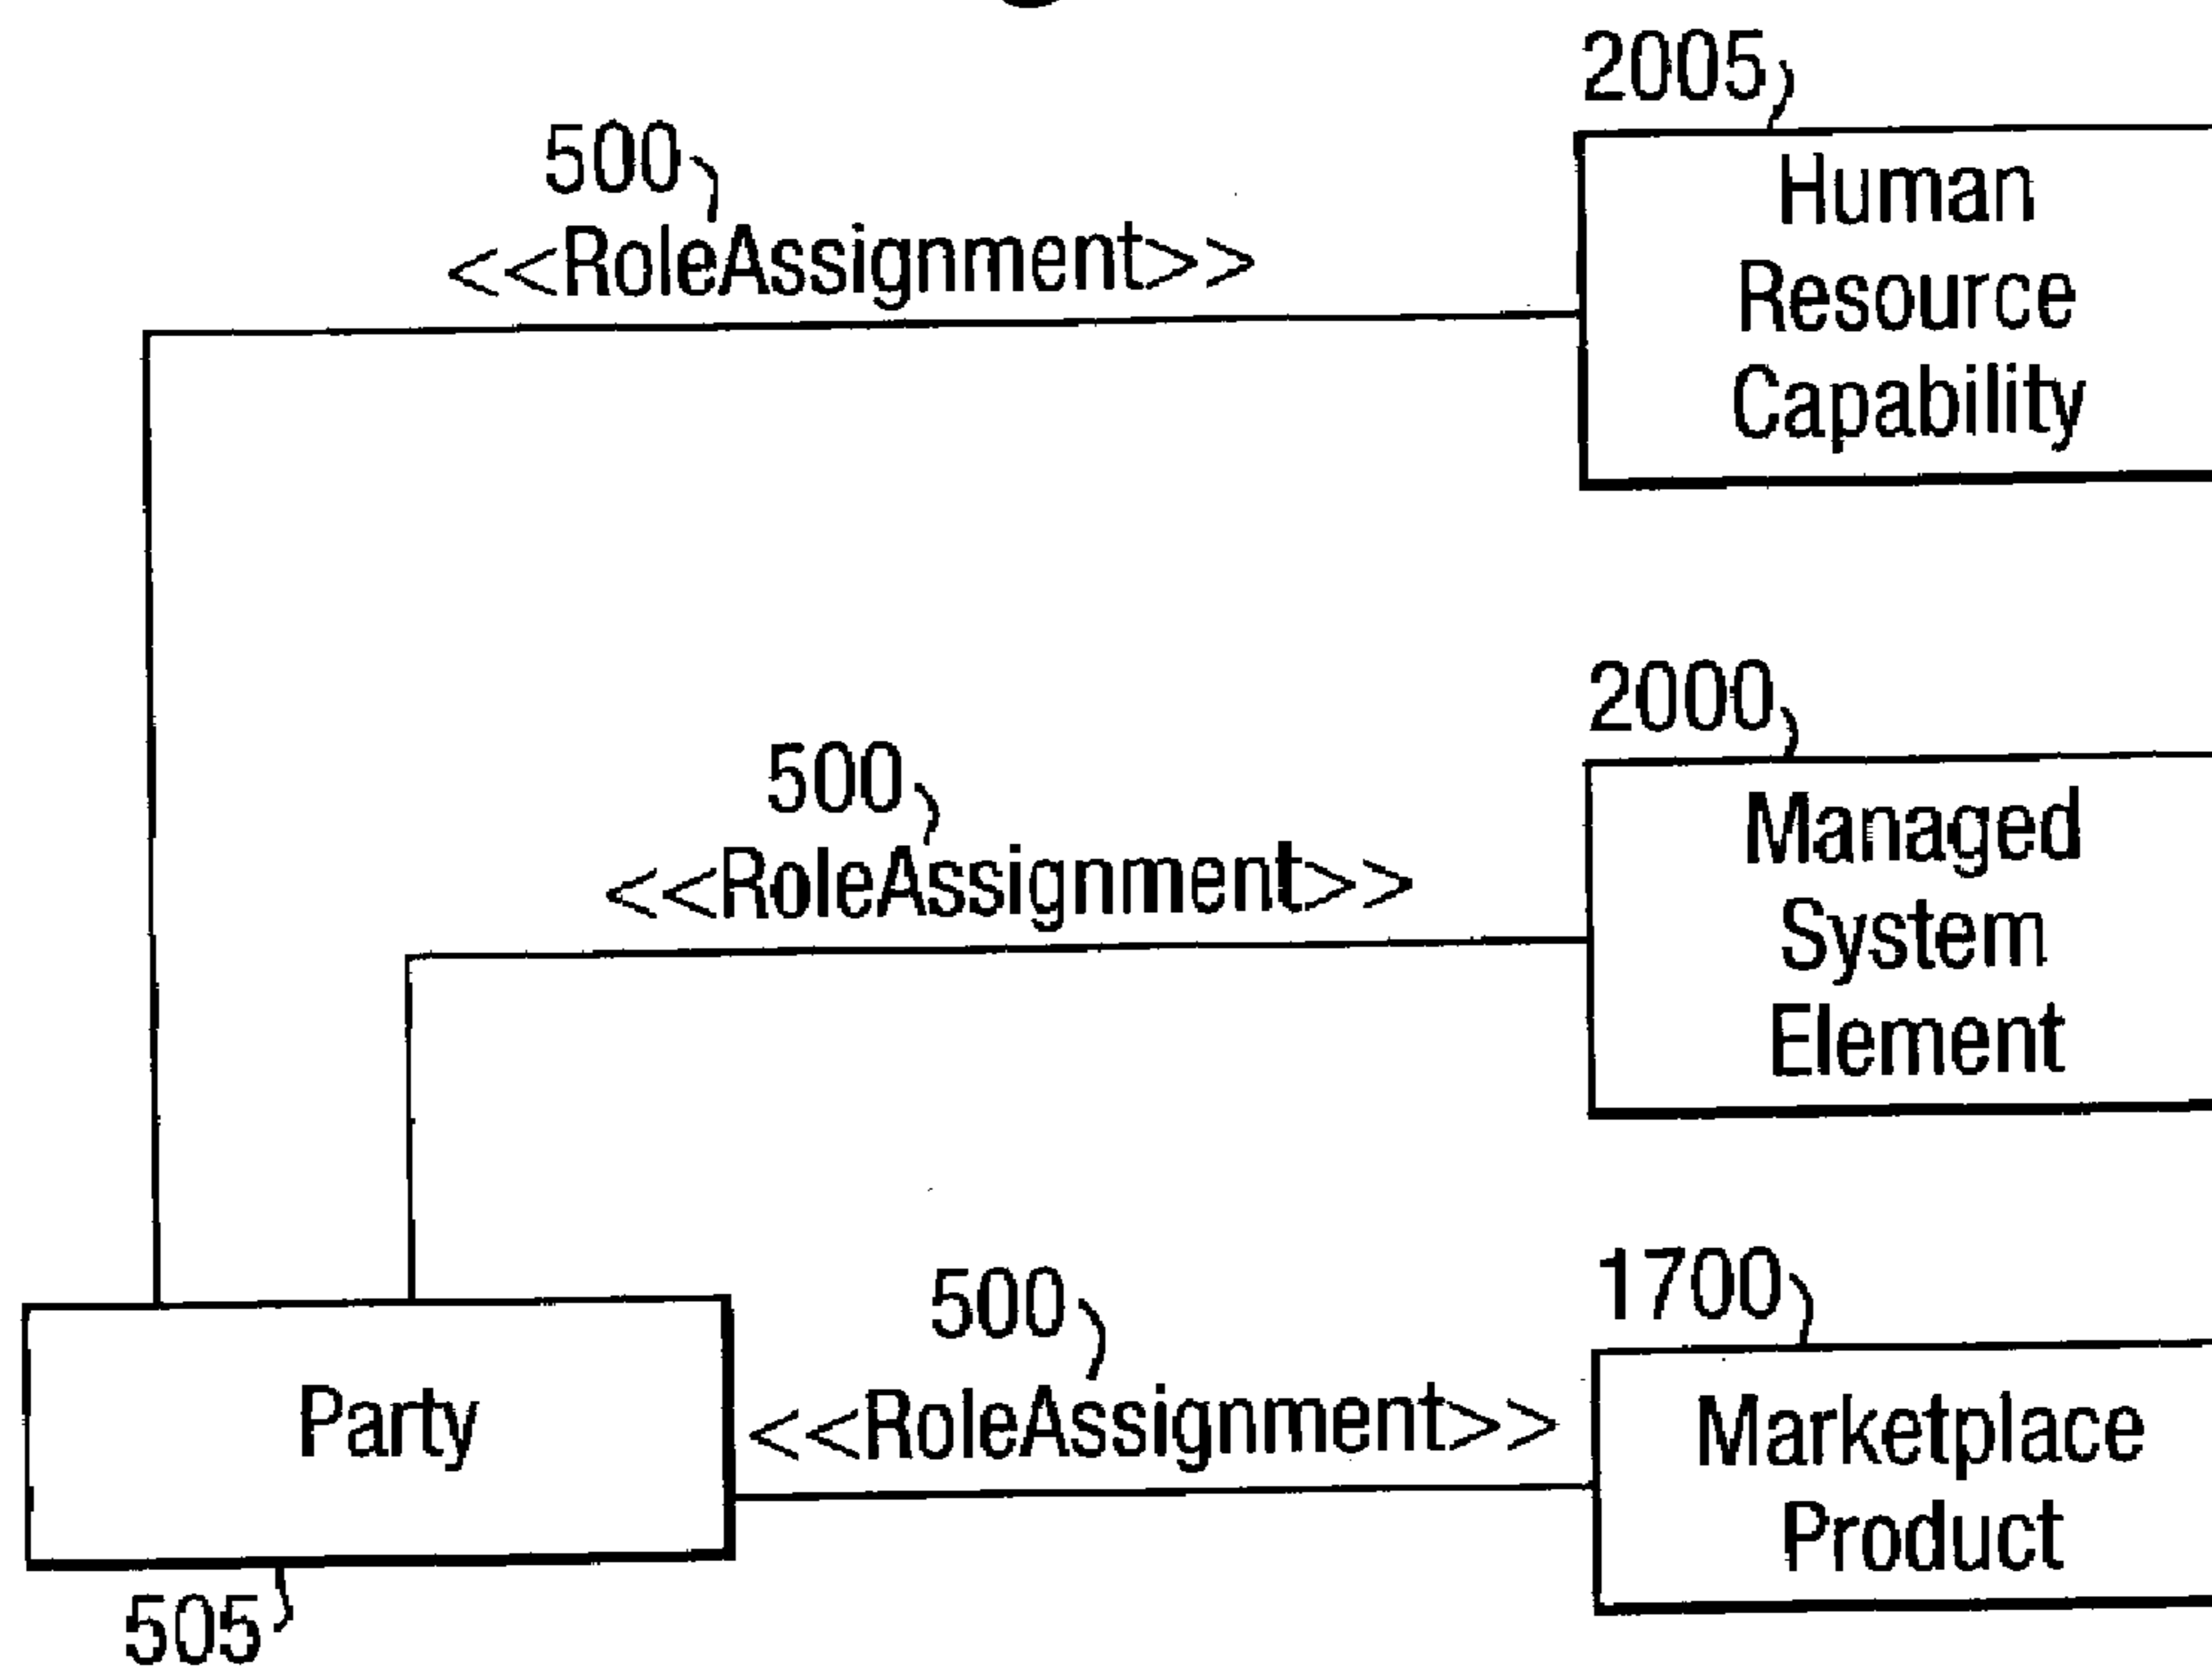 2005
500
<<RoleAssignment>>
Human
Resource
Capability
2000
500
<<RoleAssignment>>
Managed
System
Element
1700
500
<<RoleAssignment>>
Party
Marketplace
Product
505